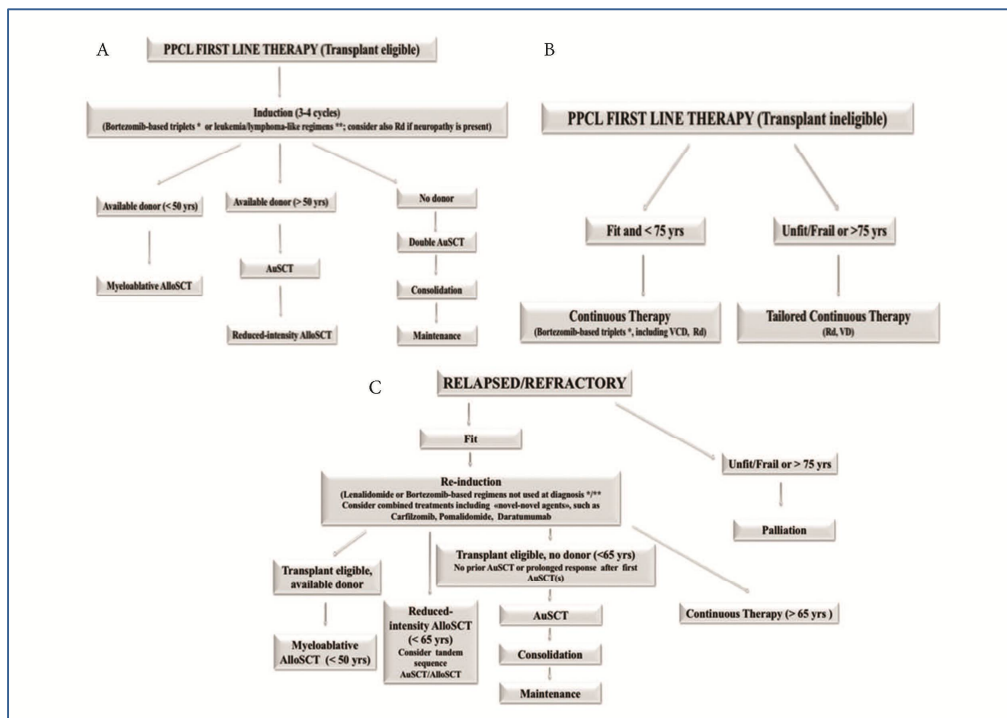 A
PPCL FIRST LINE THERAPY (Transplant eligible)
Induction (3-4 cycles)
(Bortezomib-based triplets * or leukemia/lymphoma-like regimens **; consider also Rd if neuropathy is present)
Available donor (< 50 yrs)
Myeloablative AlloSCT
Available donor (> 50 yrs)
AuSCT
Reduced-intensity AlloSCT
No donor
Double AuSCT
Consolidation
Maintenance
B
PPCL FIRST LINE THERAPY (Transplant ineligible)
Fit and < 75 yrs
Continuous Therapy
(Bortezomib-based triplets *, including VCD, Rd)
Unfit/Frail or >75 yrs
Tailored Continuous Therapy
(Rd, VD)
C
RELAPSED/REFRACTORY
Fit
Re-induction
(Lenalidomide or Bortezomib-based regimens not used at diagnosis */**
Consider combined treatments including «novel-novel agents», such as
Carfilzomib, Pomalidomide, Daratumumab
Transplant eligible,
available donor
Myeloablative
AlloSCT (< 50 yrs)
Reduced-
intensity AlloSCT
(< 65 yrs)
Consider tandem
sequence
AuSCT/AlloSCT
Transplant eligible, no donor (<65 yrs)
No prior AuSCT or prolonged response after first
AuSCT(s)
AuSCT
Consolidation
Maintenance
Continuous Therapy (> 65 yrs )
Unfit/Frail or > 75 yrs
Palliation